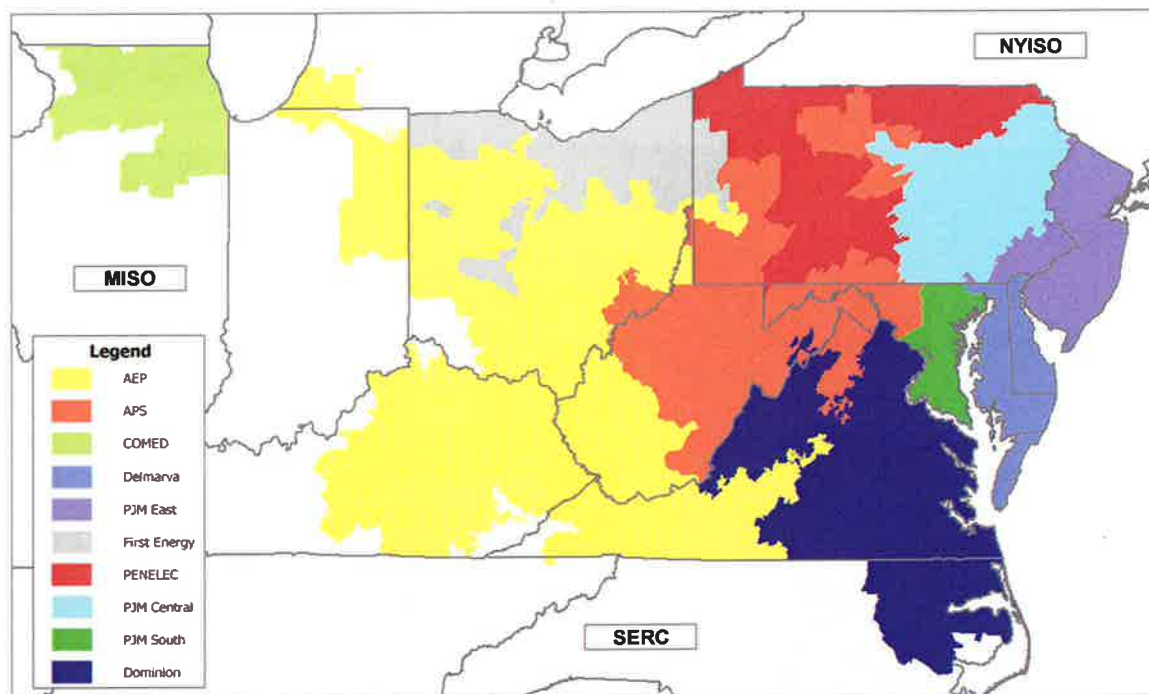 NYISO
MISO
Legend
AEP
APS
COMED
Delmarva
PJM East
First Energy
PENELEC
PJM Central
PJM South
Dominion
SERC